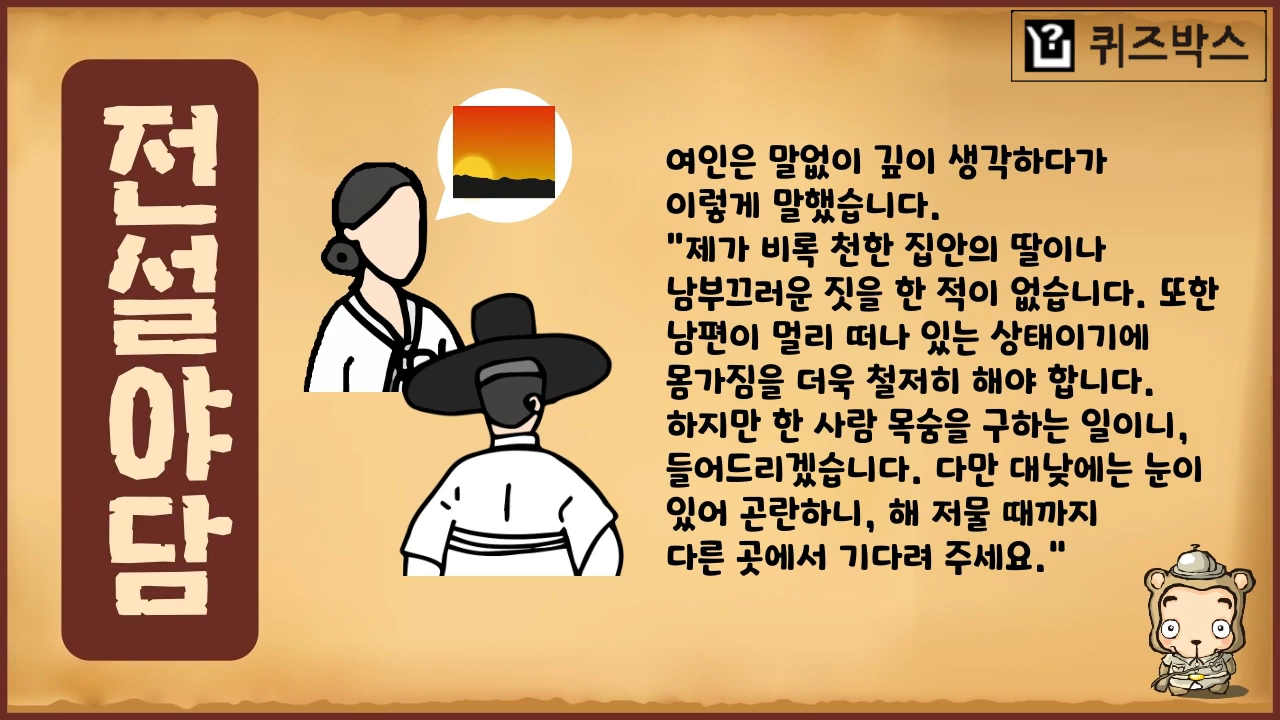 퀴즈박스
전설야담
여인은 말없이 깊이 생각하다가
이렇게 말했습니다.
"제가 비록 천한 집안의 딸이나
남부끄러운 짓을 한 적이 없습니다. 또한
남편이 멀리 떠나 있는 상태이기에
몸가짐을 더욱 철저히 해야 합니다.
하지만 한 사람 목숨을 구하는 일이니,
들어드리겠습니다. 다만 대낮에는 눈이
있어 곤란하니, 해 저물 때까지
다른 곳에서 기다려 주세요."